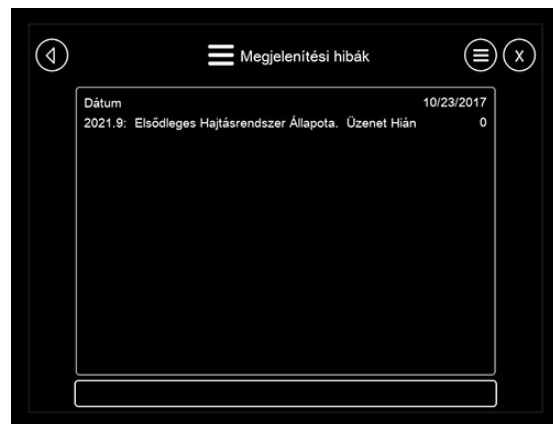 Megjelenítési hibák
X
Dátum 10/23/2017
2021.9: Elsődleges Hajtásrendszer Állapota. Üzenet Hián 0